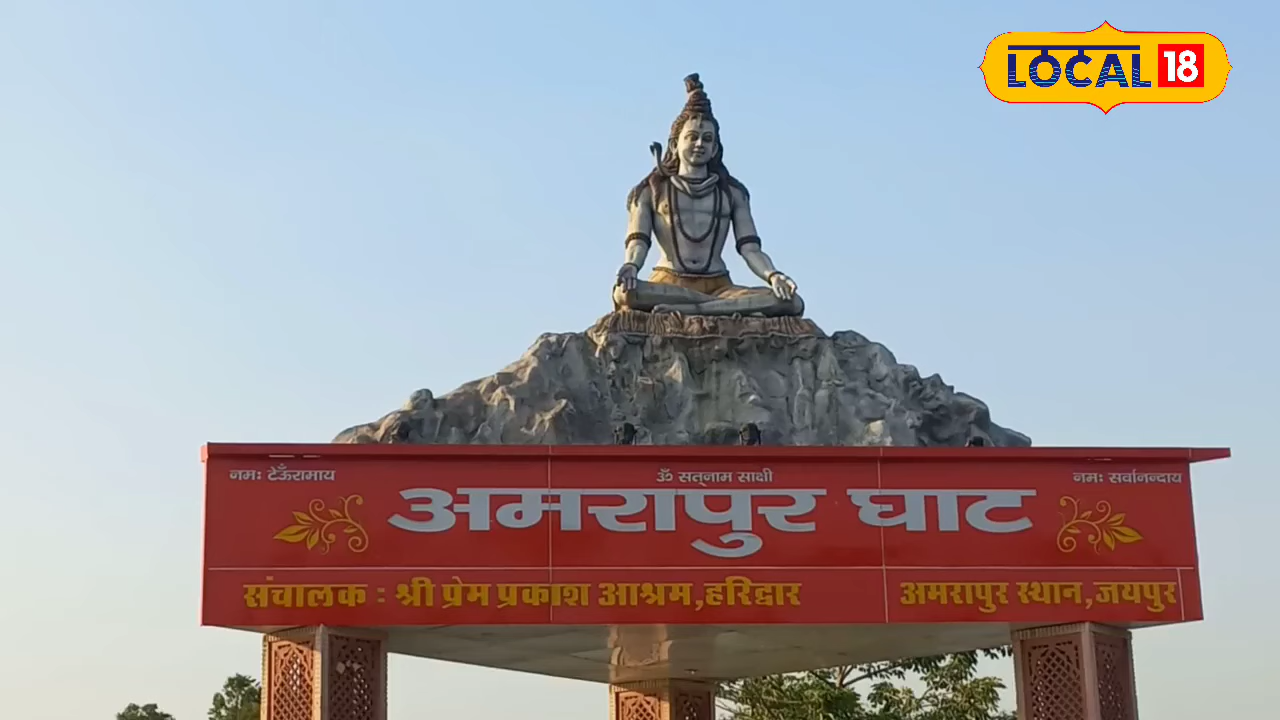 LOCAL 18
नमः टेऊँरामाय
ॐ सत्नाम साक्षी
नमः सर्वानन्दाय
अमरापुर घाट
संचालक : श्री प्रेम प्रकाश आश्रम,हरिद्वार
अमरापुर स्थान,जयपुर